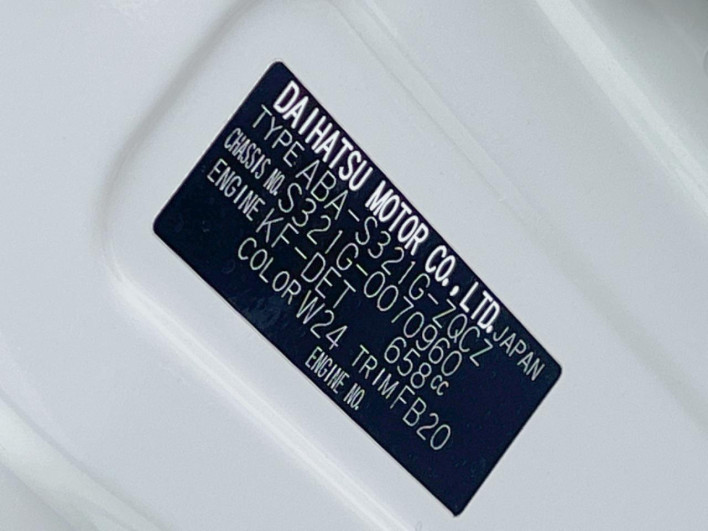 DAIHATSU MOTOR CO., LTD. JAPAN
TYPE ABA-S321G-ZQCZ
CHASSIS NO. S321G-0070960
ENGINE KF-DET 658cc
COLOR W24 TRIM FB20
ENGINE NO.